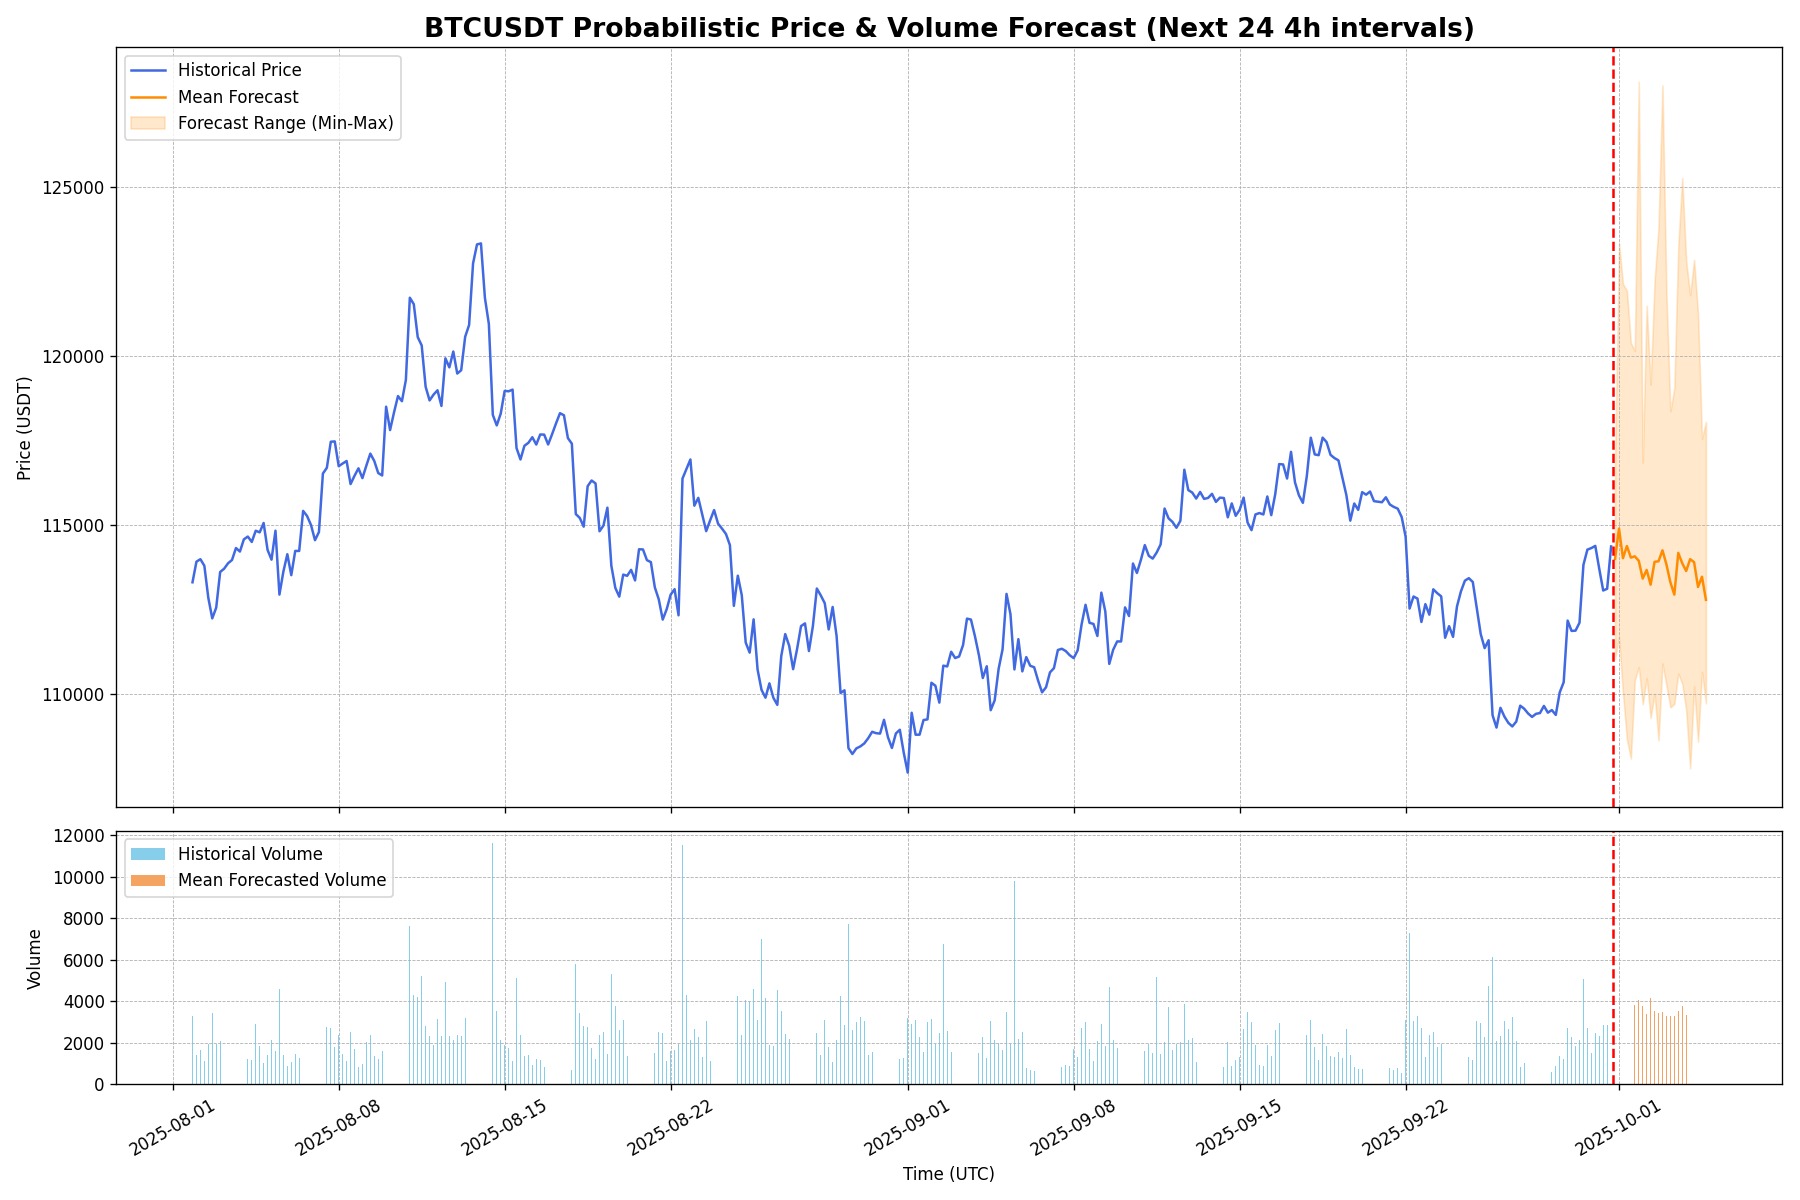 BTCUSDT Probabilistic Price & Volume Forecast (Next 24 4h intervals)
Historical Price
Mean Forecast
Forecast Range (Min-Max)
125000
120000
115000
110000
Price (USDT)
Historical Volume
Mean Forecasted Volume
12000
10000
8000
6000
4000
2000
0
Volume
2025-08-01
2025-08-08
2025-08-15
2025-08-22
2025-09-01
2025-09-08
2025-09-15
2025-09-22
2025-10-01
Time (UTC)